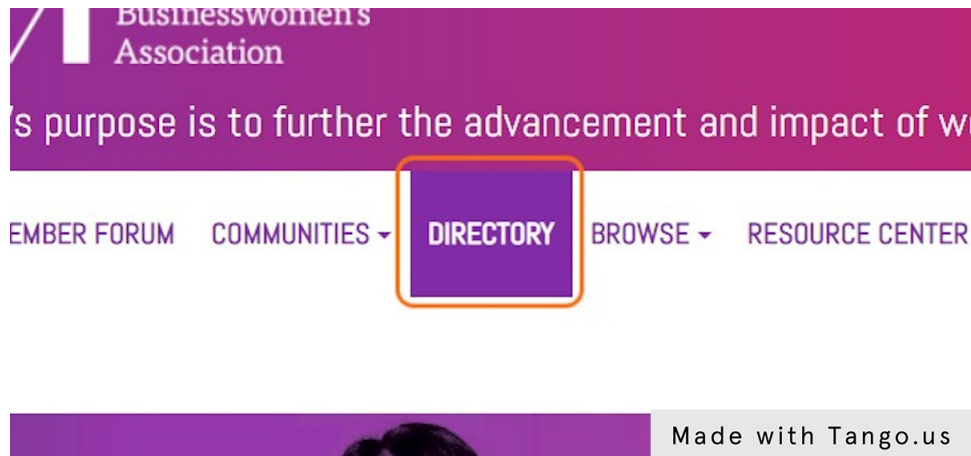 Businesswomen's
Association
's purpose is to further the advancement and impact of w
EMBER FORUM COMMUNITIES DIRECTORY BROWSE RESOURCE CENTER
Made with Tango.us